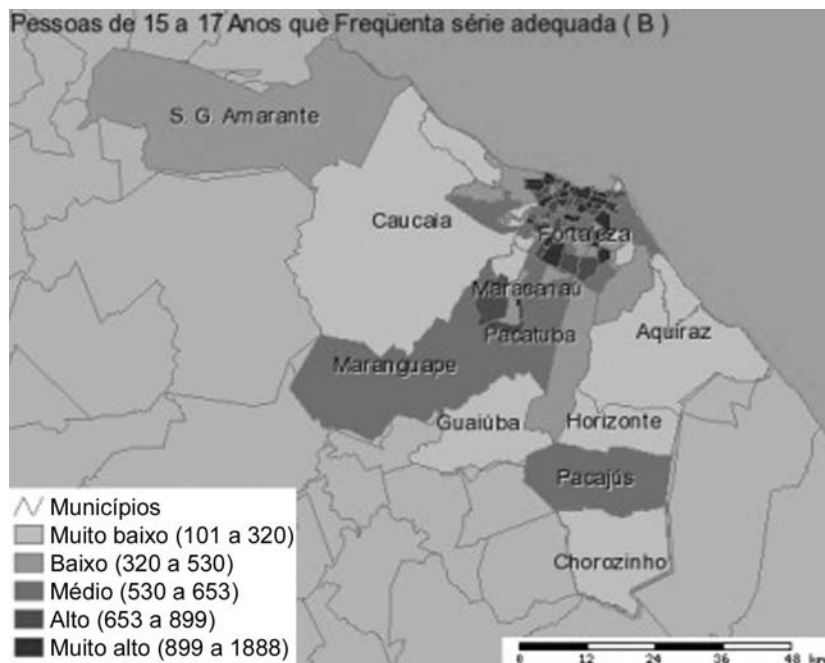 Pessoas de 15 a 17 Anos que Freqüenta série adequada ( B )
S. G. Amarante
Caucaia
Fortaleza
Maracanaú
Pacatuba
Aquiraz
Maranguape
Guaiúba
Horizonte
Pacajús
Chorozinho
Municípios
Muito baixo (101 a 320)
Baixo (320 a 530)
Médio (530 a 653)
Alto (653 a 899)
Muito alto (899 a 1888)
0 12 24 36 48 km